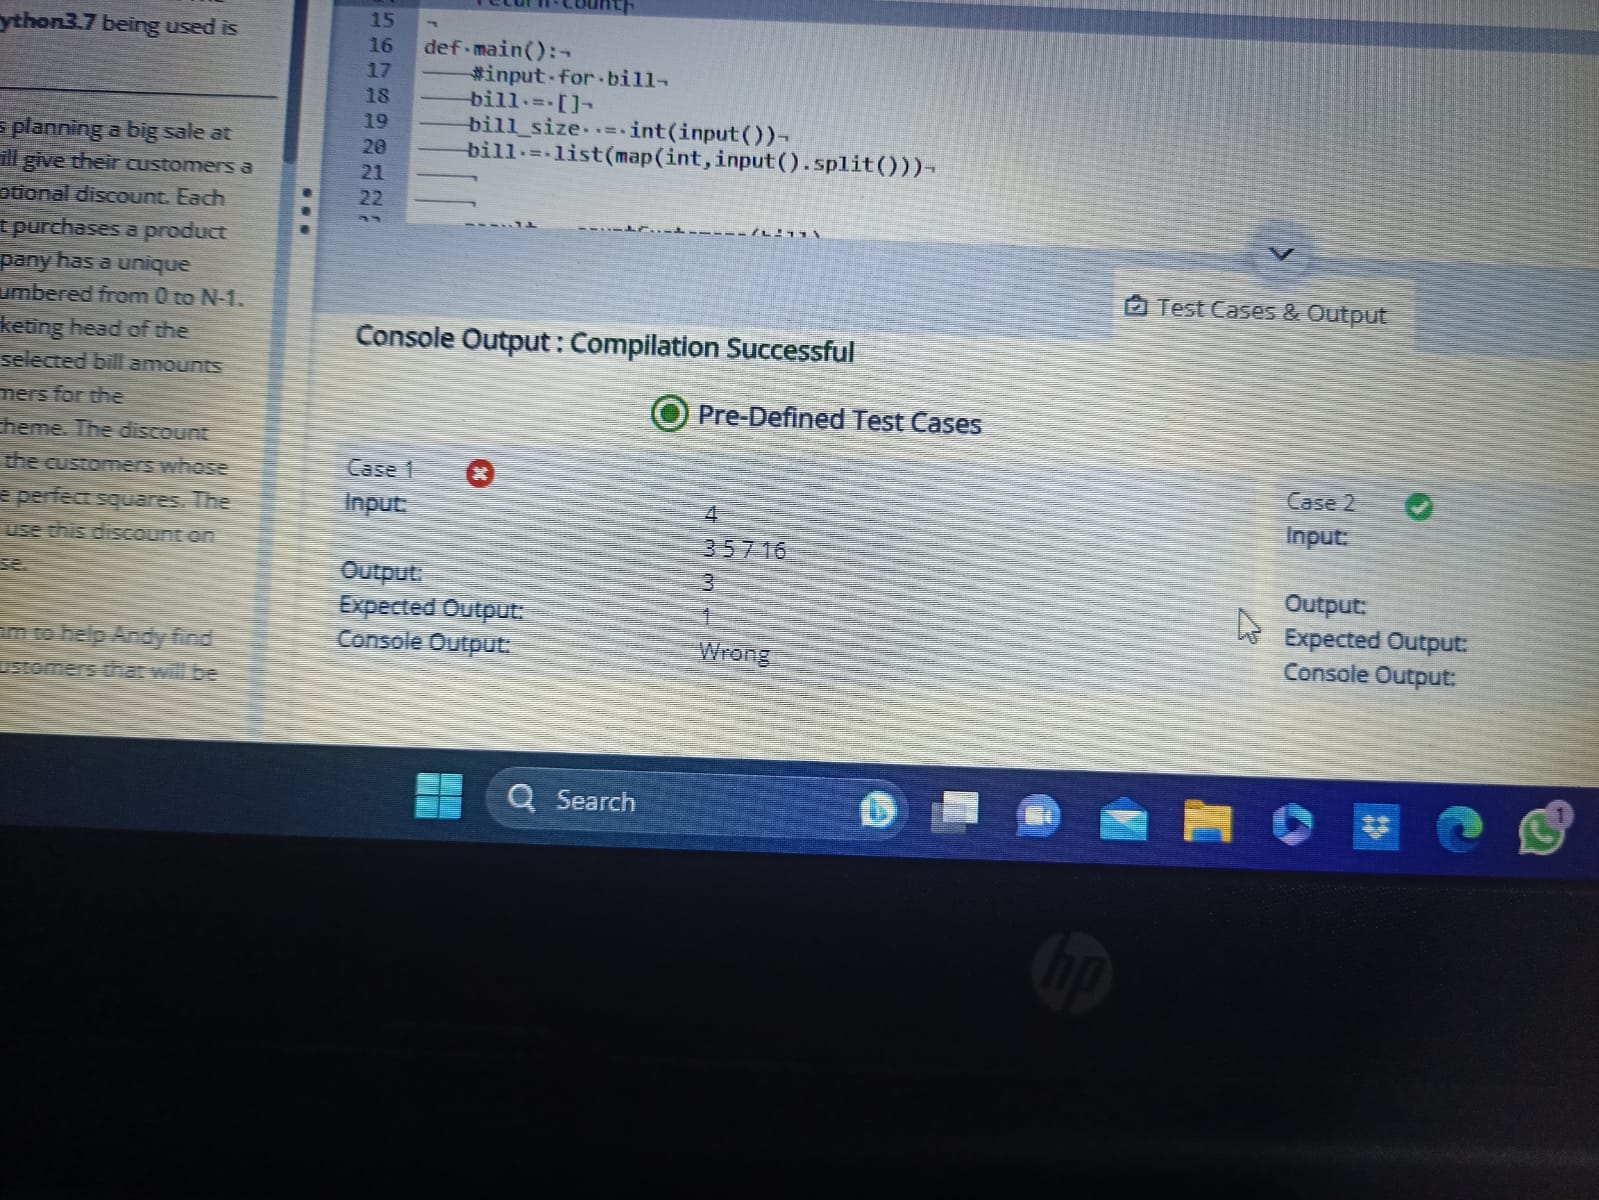 ython3.7 being used is
s planning a big sale at
ill give their customers a
otional discount. Each
t purchases a product
pany has a unique
umbered from 0 to N-1.
keting head of the
selected bill amounts
mers for the
cheme. The discount
the customers whose
e perfect squares. The
use this discount on
se.
am to help Andy find
ustomers that will be
return·count
15
16 def·main():¬
17 #input·for·bill¬
18 bill·=·[]¬
19 bill_size··=·int(input())¬
20 bill·=·list(map(int,input().split()))¬
21
22
Test Cases & Output
Console Output : Compilation Successful
Pre-Defined Test Cases
Case 1
Input:
4
3 5 7 16
Output: 3
Expected Output: 1
Console Output: Wrong
Case 2
Input:
Output:
Expected Output:
Console Output:
Search
1
hp